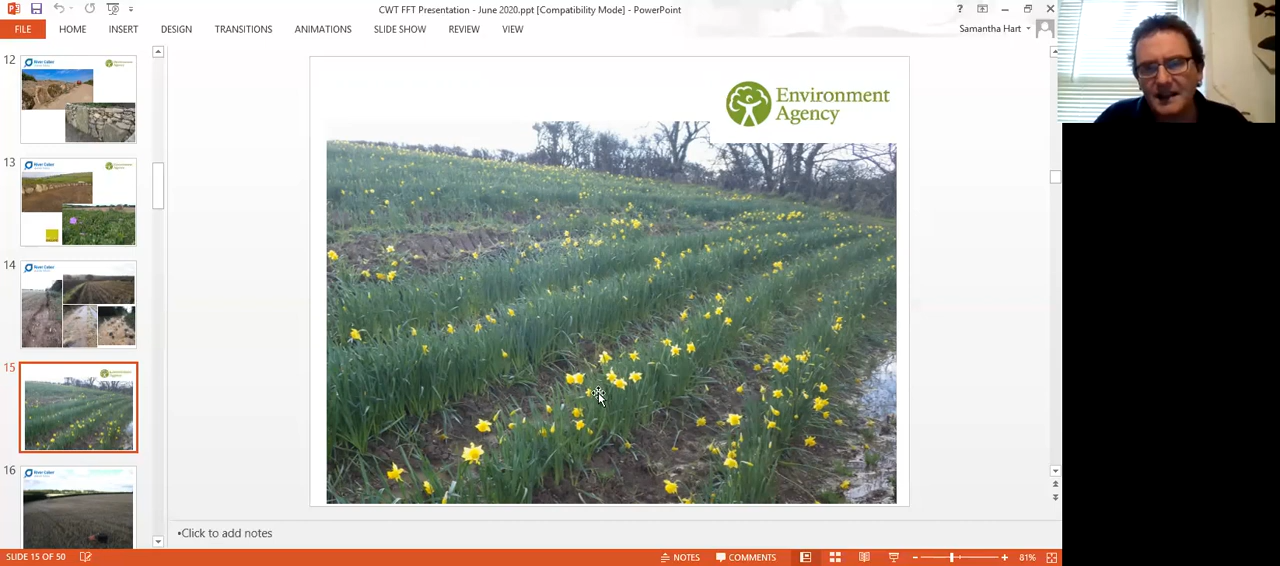 CWT FFT Presentation - June 2020.ppt [Compatibility Mode] - PowerPoint
FILE HOME INSERT DESIGN TRANSITIONS ANIMATIONS SLIDE SHOW REVIEW VIEW
Samantha Hart
12
13
14
15
16
Environment
Agency
•Click to add notes
SLIDE 15 OF 50
NOTES
COMMENTS
81%